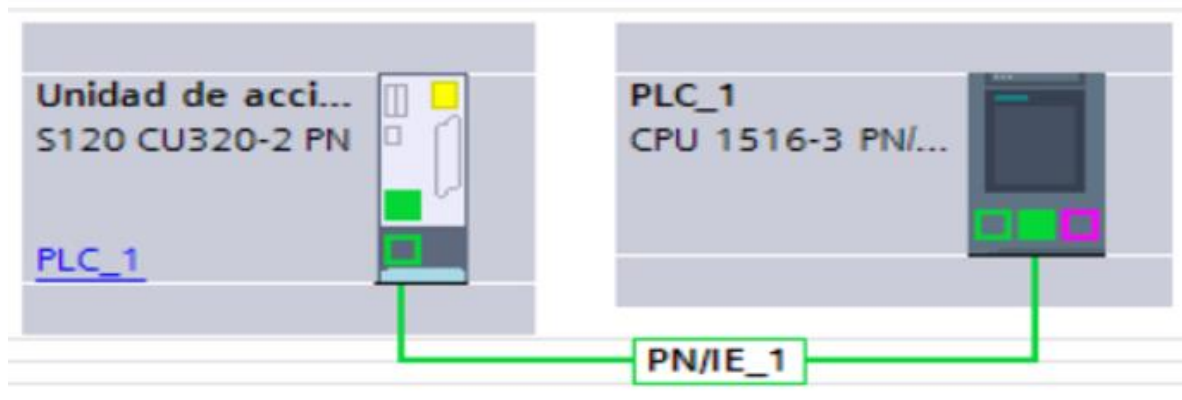 Unidad de acci...
S120 CU320-2 PN
PLC_1
PLC_1
CPU 1516-3 PN/...
PN/IE_1